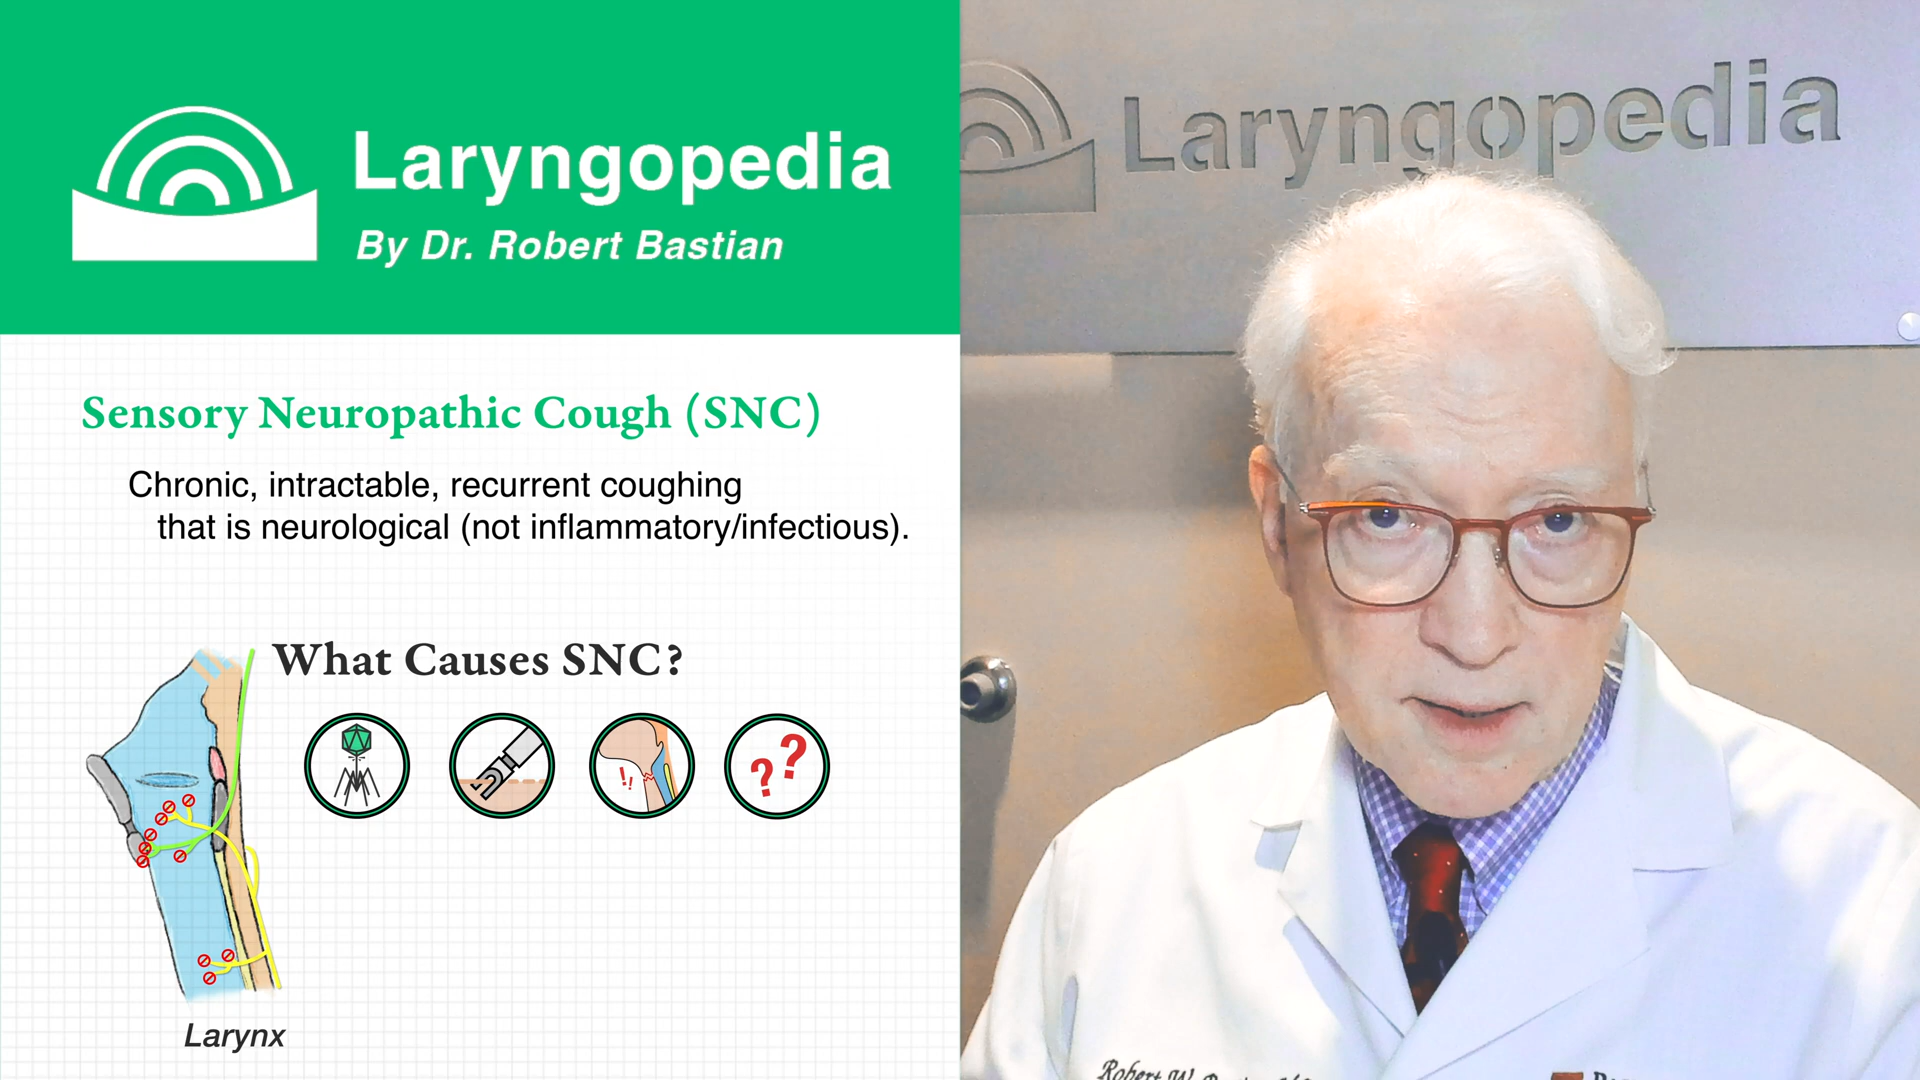 Laryngopedia
By Dr. Robert Bastian
Sensory Neuropathic Cough (SNC)
Chronic, intractable, recurrent coughing
that is neurological (not inflammatory/infectious).
What Causes SNC?
!!
? ?
Larynx
Laryngopedia
Robert W.